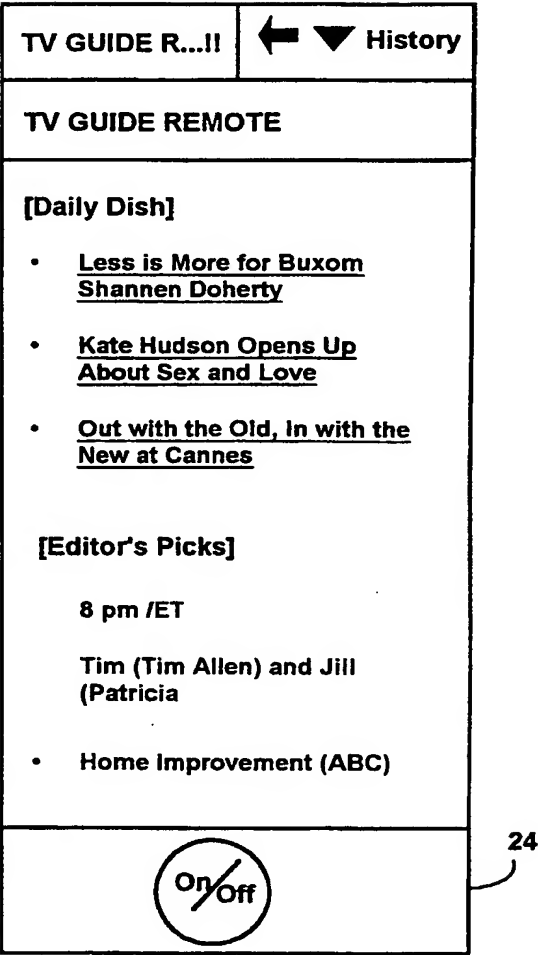 TV GUIDE R...!! History
TV GUIDE REMOTE
[Daily Dish]
• Less is More for Buxom
Shannen Doherty
• Kate Hudson Opens Up
About Sex and Love
• Out with the Old, In with the
New at Cannes
[Editor's Picks]
8 pm /ET
Tim (Tim Allen) and Jill
(Patricia
• Home Improvement (ABC)
24
On/Off